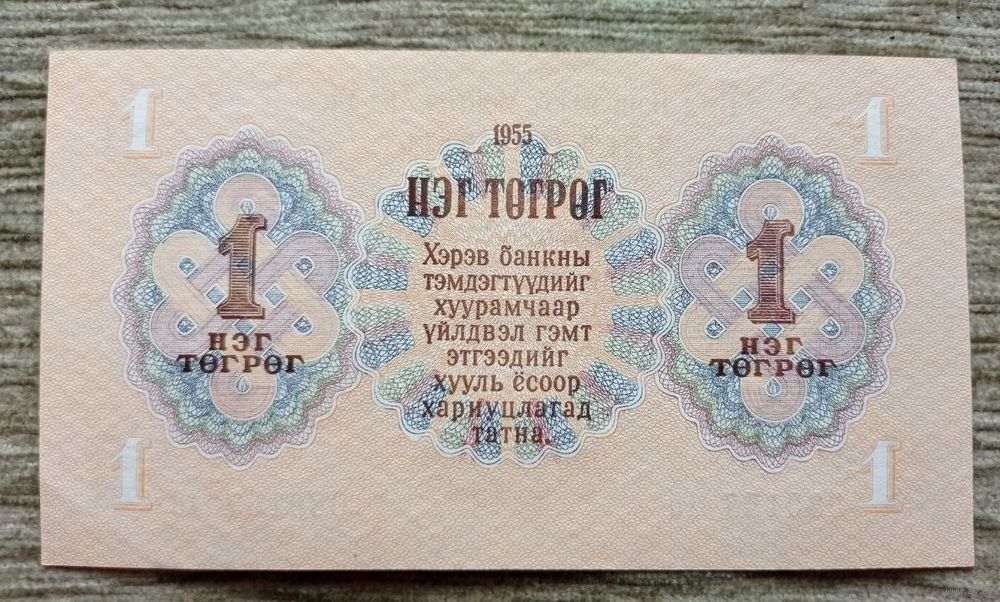 1
1
1955
НЭГ ТӨГРӨГ
Хэрэв банкны
тэмдэгтүүдийг
хуурамчаар
үйлдвэл гэмт
этгээдийг
хууль ёсоор
хариуцлагад
татна.
1
НЭГ
ТӨГРӨГ
1
НЭГ
ТӨГРӨГ
1
1